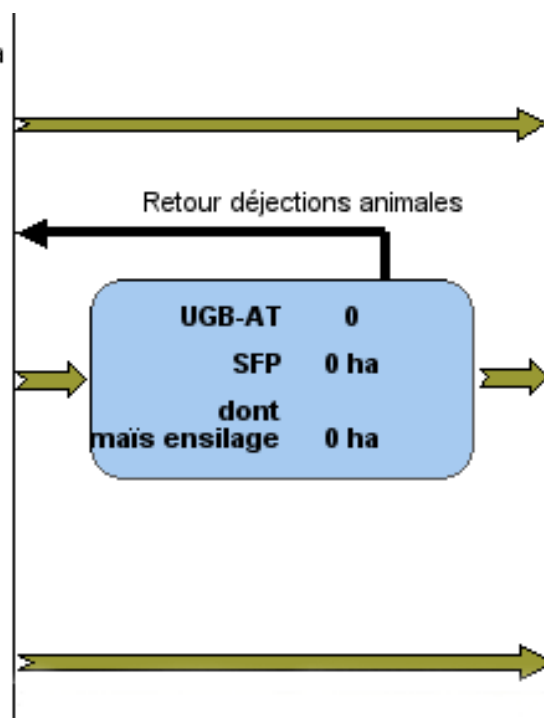 Retour déjections animales
UGB-AT 0
SFP 0 ha
dont
maïs ensilage 0 ha